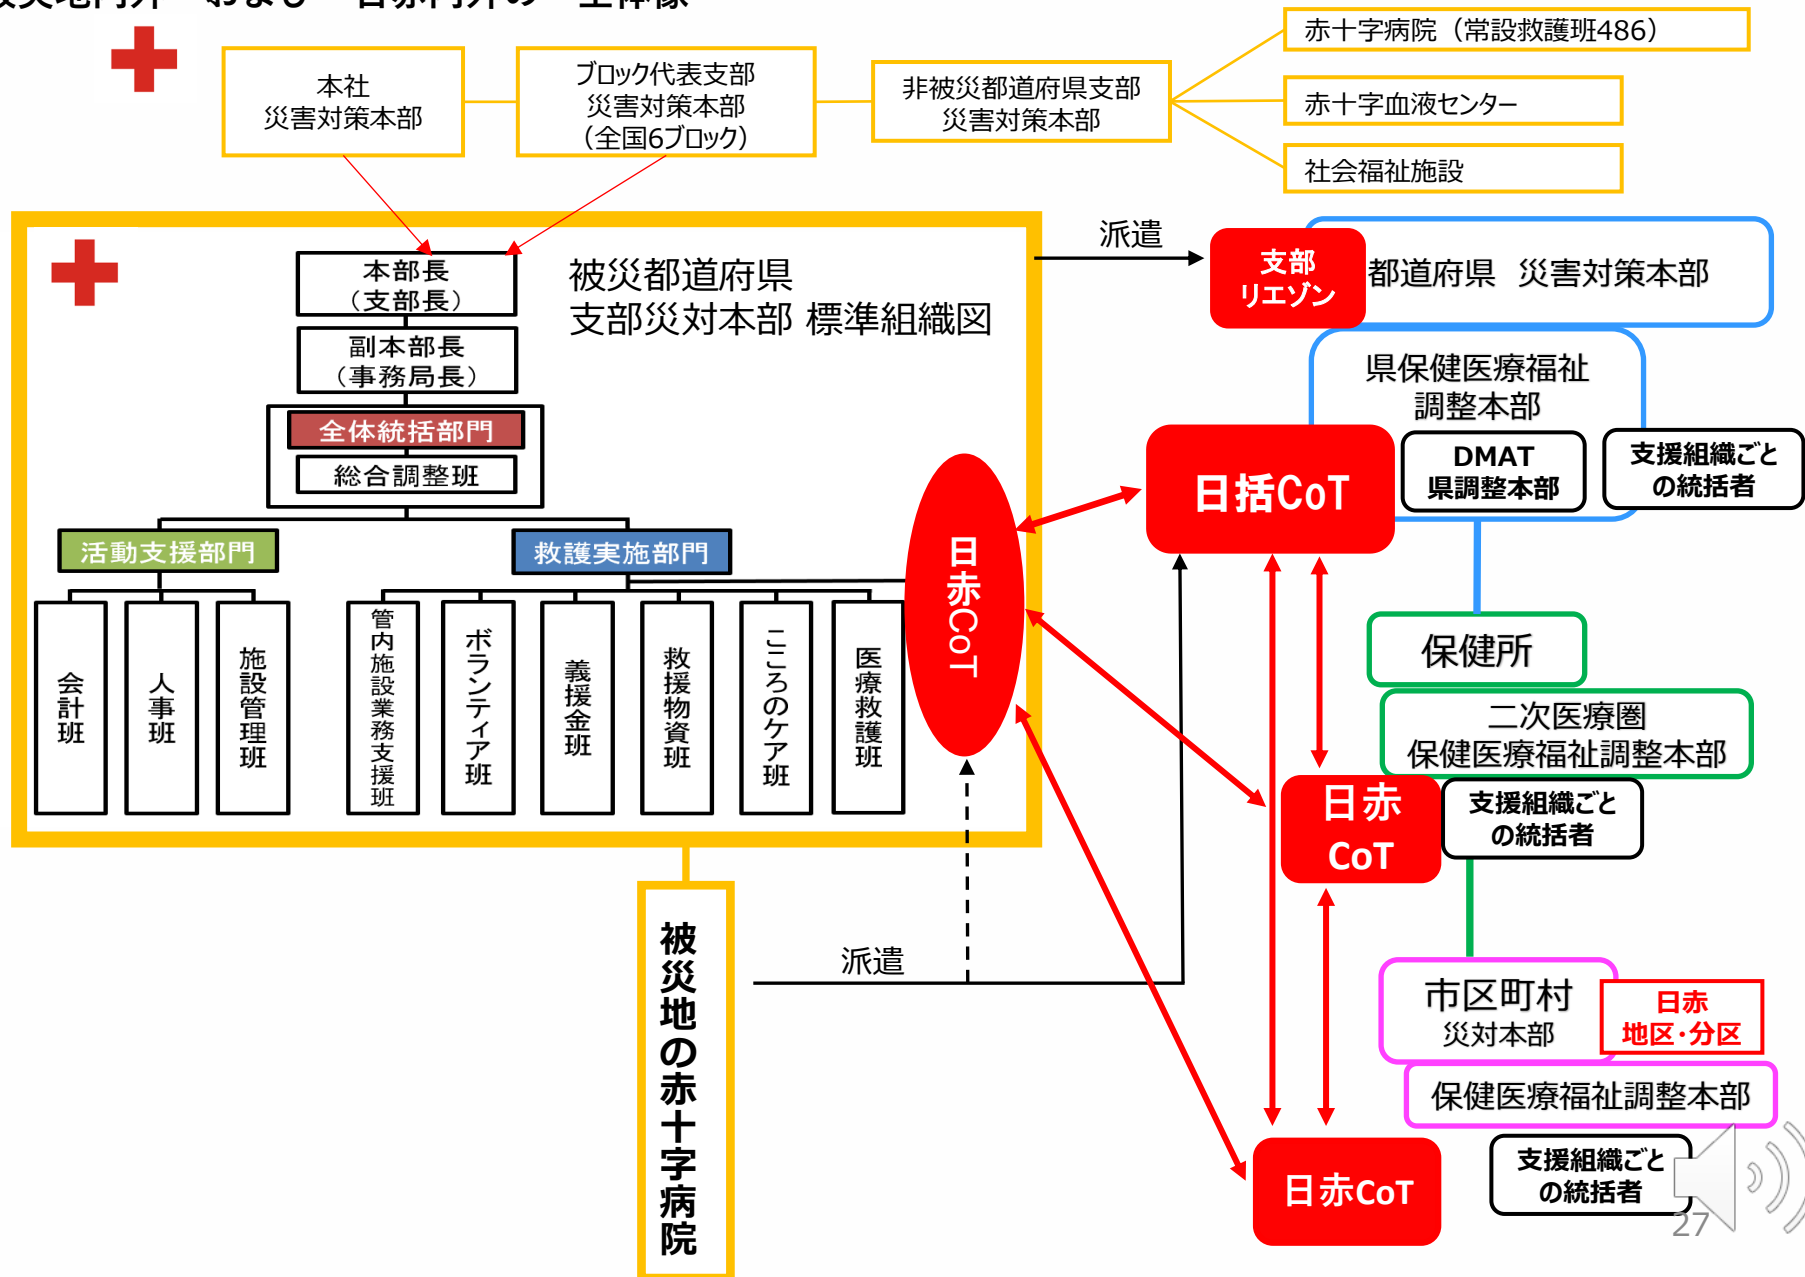 被災地内外 および 日赤内外の 全体像
本社
災害対策本部
ブロック代表支部
災害対策本部
（全国6ブロック）
非被災都道府県支部
災害対策本部
赤十字病院（常設救護班486）
赤十字血液センター
社会福祉施設
被災都道府県
支部災対本部 標準組織図
本部長
（支部長）
副本部長
（事務局長）
全体統括部門
総合調整班
活動支援部門
救護実施部門
会計班
人事班
施設管理班
管内施設業務支援班
ボランティア班
義援金班
救援物資班
こころのケア班
医療救護班
日赤CoT
派遣
支部
リエゾン
都道府県 災害対策本部
県保健医療福祉
調整本部
日括CoT
DMAT
県調整本部
支援組織ごと
の統括者
保健所
二次医療圏
保健医療福祉調整本部
日赤
CoT
支援組織ごと
の統括者
被災地の赤十字病院
派遣
市区町村
災対本部
日赤
地区・分区
保健医療福祉調整本部
日赤CoT
支援組織ごと
の統括者
27